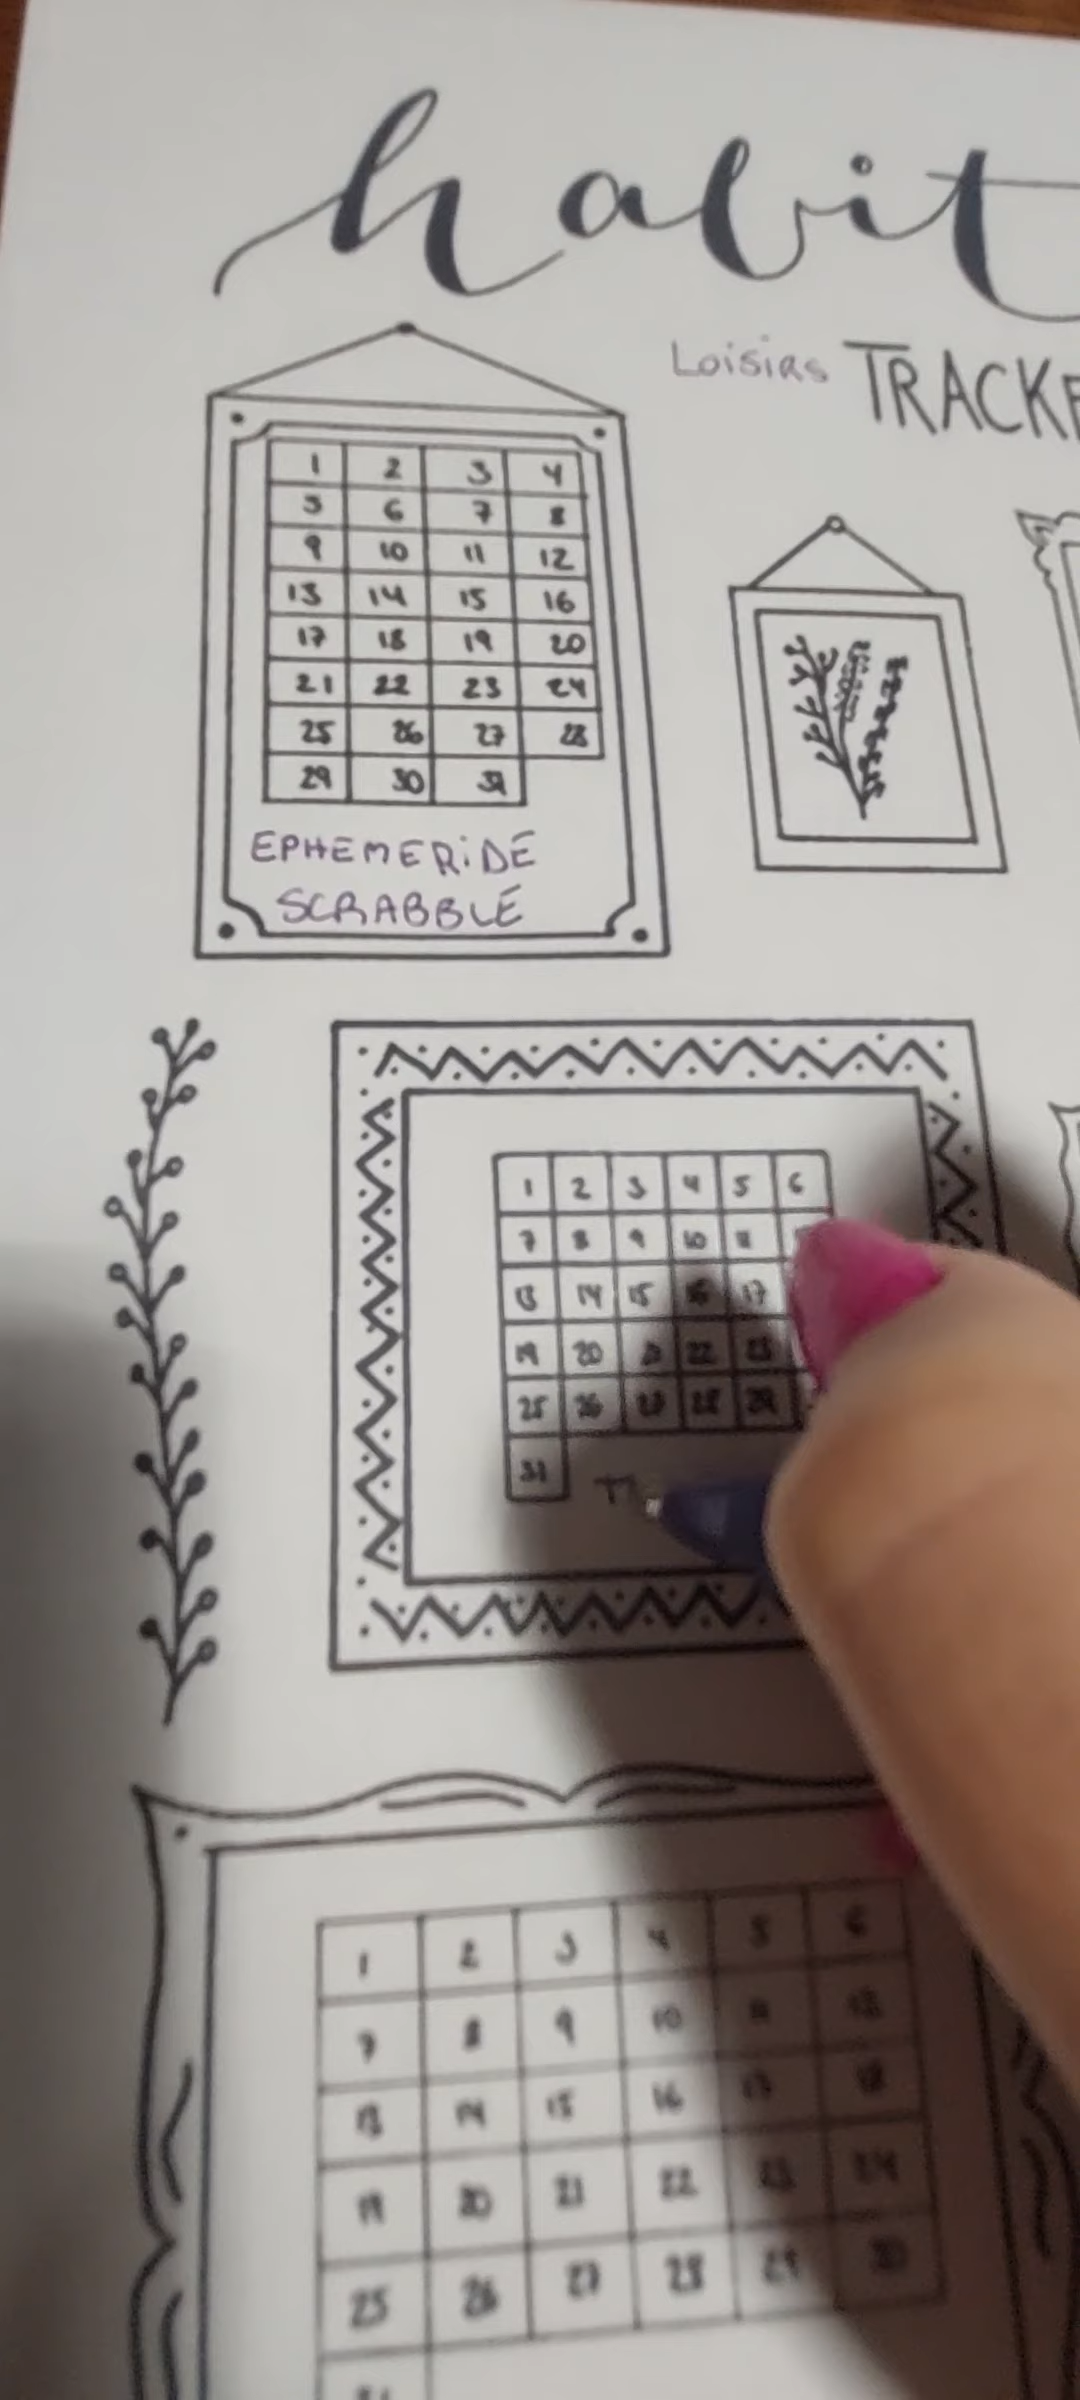 habit
Loisirs TRACKE
1 2 3 4
5 6 7 8
9 10 11 12
13 14 15 16
17 18 19 20
21 22 23 24
25 26 27 28
29 30 31
EPHEMERiDE
SCRABBLE
1 2 3 4 5 6
7 8 9 10 11
13 14 15 16 17
19 20 21 22 23
25 26 27 28 29
31
1 2 3 4 5 6
7 8 9 10 11 12
13 14 15 16 17 18
19 20 21 22 23 24
25 26 27 28 29 30